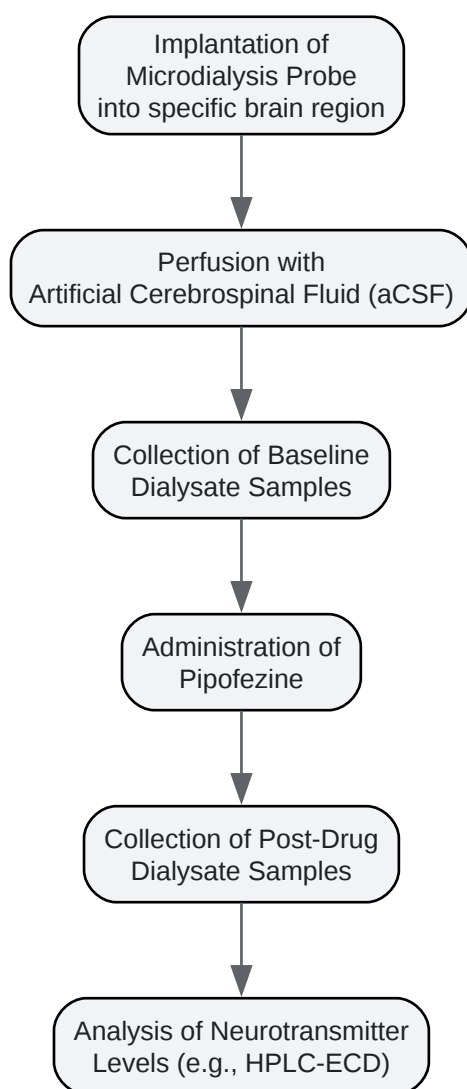 Implantation of
Microdialysis Probe
into specific brain region
Perfusion with
Artificial Cerebrospinal Fluid (aCSF)
Collection of Baseline
Dialysate Samples
Administration of
Pipofezine
Collection of Post-Drug
Dialysate Samples
Analysis of Neurotransmitter
Levels (e.g., HPLC-ECD)